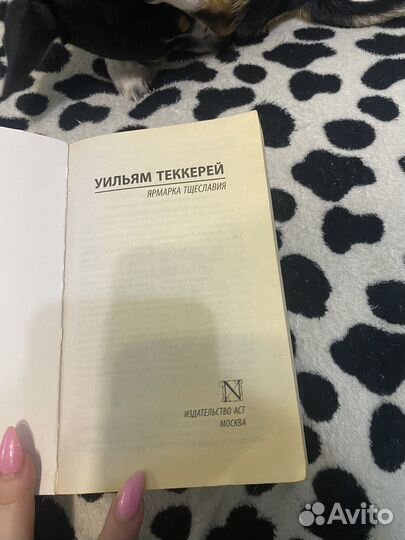 УИЛЬЯМ ТЕККЕРЕЙ
ЯРМАРКА ТЩЕСЛАВИЯ
N
ИЗДАТЕЛЬСТВО АСТ
МОСКВА
Avito